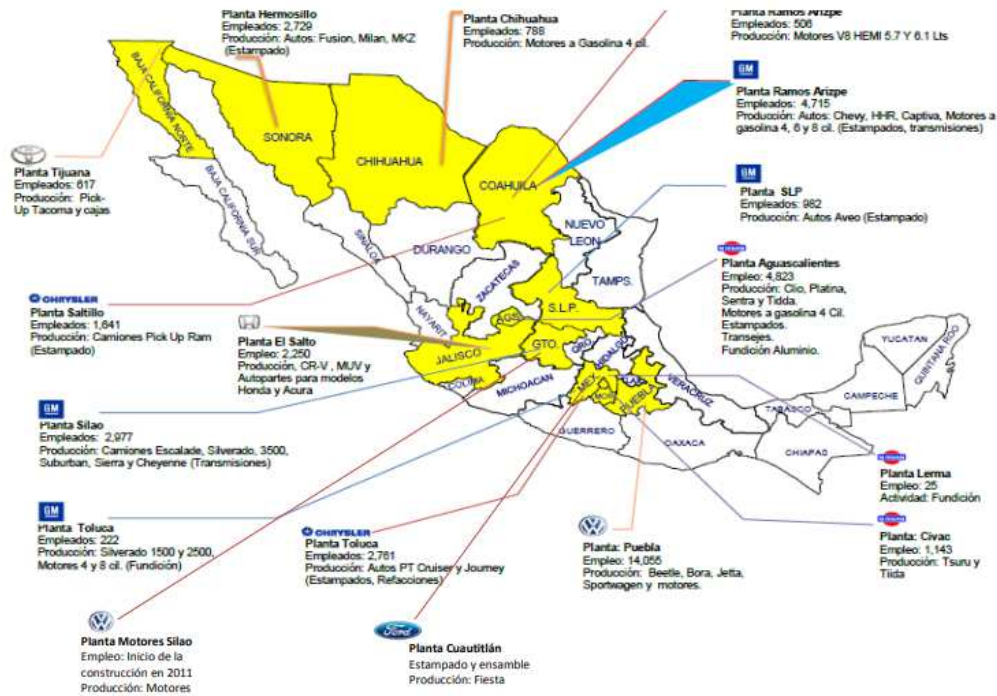 Planta Hermosillo
Empleados: 2,729
Producción: Autos: Fusion, Milan, MKZ
(Estampado)
Planta Chihuahua
Empleados: 788
Producción: Motores a Gasolina 4 cil.
Planta Ramos Arizpe
Empleados: 506
Producción: Motores V8 HEMI 5.7 Y 6.1 Lts
GM
Planta Ramos Arizpe
Empleados: 4,715
Producción: Autos: Chevy, HHR, Captiva, Motores a
gasolina 4, 6 y 8 cil. (Estampados, transmisiones)
Planta Tijuana
Empleados: 617
Producción: Pick-
Up Tacoma y cajas
GM
Planta SLP
Empleados: 982
Producción: Autos Aveo (Estampado)
Planta Aguascalientes
Empleo: 4,823
Producción: Clio, Platina,
Sentra y Tidda.
Motores a gasolina 4 Cil.
Estampados.
Transejes.
Fundición Aluminio.
CHRYSLER
Planta Saltillo
Empleados: 1,641
Producción: Camiones Pick Up Ram
(Estampado)
Planta El Salto
Empleo: 2,250
Producción, CR-V , MUV y
Autopartes para modelos
Honda y Acura
GM
Planta Silao
Empleados: 2,977
Producción: Camiones Escalade, Silverado, 3500,
Suburban, Sierra y Cheyenne (Transmisiones)
GM
Planta Toluca
Empleados: 222
Producción: Silverado 1500 y 2500,
Motores 4 y 8 cil. (Fundición)
CHRYSLER
Planta Toluca
Empleados: 2,761
Producción: Autos PT Cruiser y Journey
(Estampados, Refacciones)
Planta: Puebla
Empleo: 14,055
Producción: Beetle, Bora, Jetta,
Sportwagen y motores.
Planta Lerma
Empleo: 25
Actividad: Fundición
Planta: Civac
Empleo: 1,143
Producción: Tsuru y
Tiida
Planta Motores Silao
Empleo: Inicio de la
construcción en 2011
Producción: Motores
Ford
Planta Cuautitlán
Estampado y ensamble
Producción: Fiesta
BAJA CALIFORNIA NORTE
BAJA CALIFORNIA SUR
SONORA
CHIHUAHUA
COAHUILA
NUEVO
LEON
TAMPS.
SINALOA
DURANGO
ZACATECAS
S.L.P.
NAYARIT
AGS.
JALISCO
GTO.
QRO.
HIDALGO
COLIMA
MICHOACAN
MEX
MOR
PUEBLA
VERACRUZ
GUERRERO
OAXACA
TABASCO
CHIAPAS
CAMPECHE
YUCATAN
QUINTANA ROO